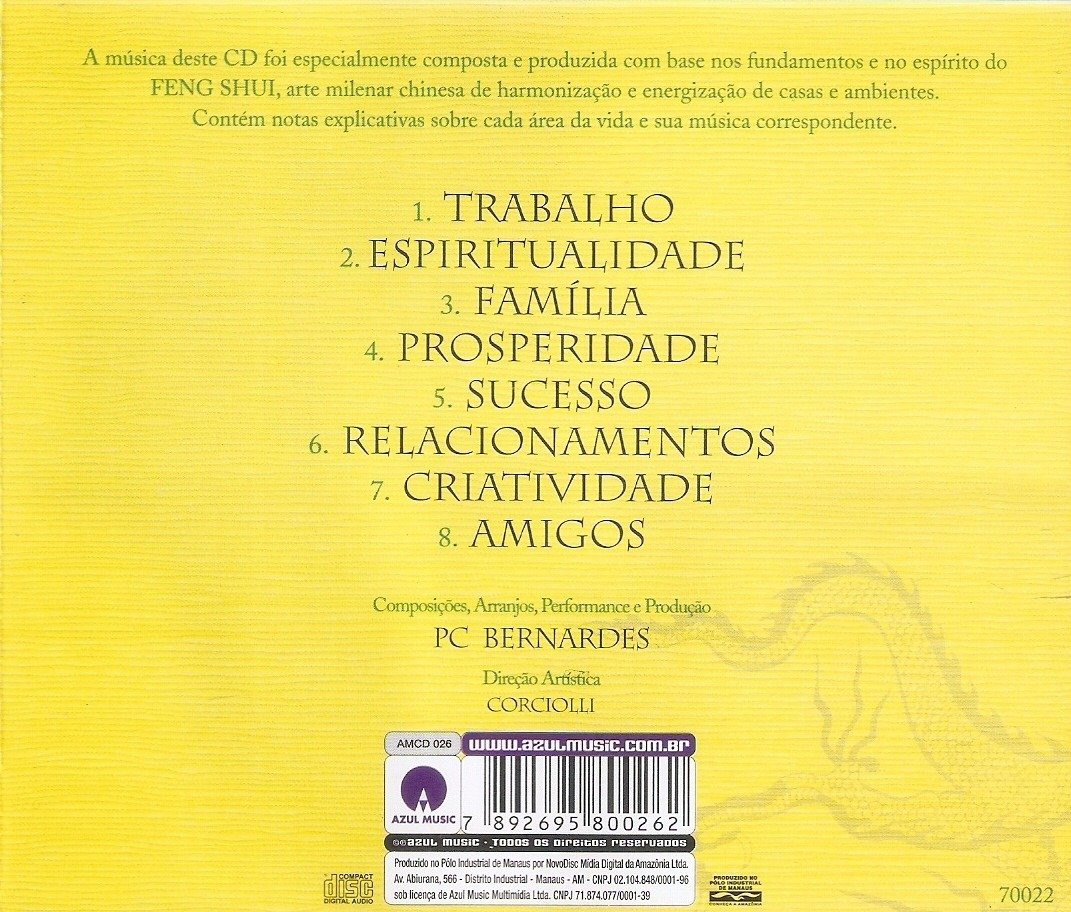 A música deste CD foi especialmente composta e produzida com base nos fundamentos e no espírito do
FENG SHUI, arte milenar chinesa de harmonização e energização de casas e ambientes.
Contém notas explicativas sobre cada área da vida e sua música correspondente.
1. TRABALHO
2. ESPIRITUALIDADE
3. FAMÍLIA
4. PROSPERIDADE
5. SUCESSO
6. RELACIONAMENTOS
7. CRIATIVIDADE
8. AMIGOS
Composições, Arranjos, Performance e Produção
PC BERNARDES
Direção Artística
CORCIOLLI
AMCD 026
www.azulmusic.com.br
AZUL MUSIC
7 892695 800262
©℗ azul music - Todos os direitos reservados
Produzido no Pólo Industrial de Manaus por NovoDisc Mídia Digital da Amazônia Ltda.
Av. Abiurana, 566 - Distrito Industrial - Manaus - AM - CNPJ 02.104.848/0001-96
sob licença de Azul Music Multimídia Ltda. CNPJ 71.874.077/0001-39
COMPACT
disc
DIGITAL AUDIO
PRODUZIDO NO
PÓLO INDUSTRIAL
DE MANAUS
CONHEÇA A AMAZÔNIA
70022